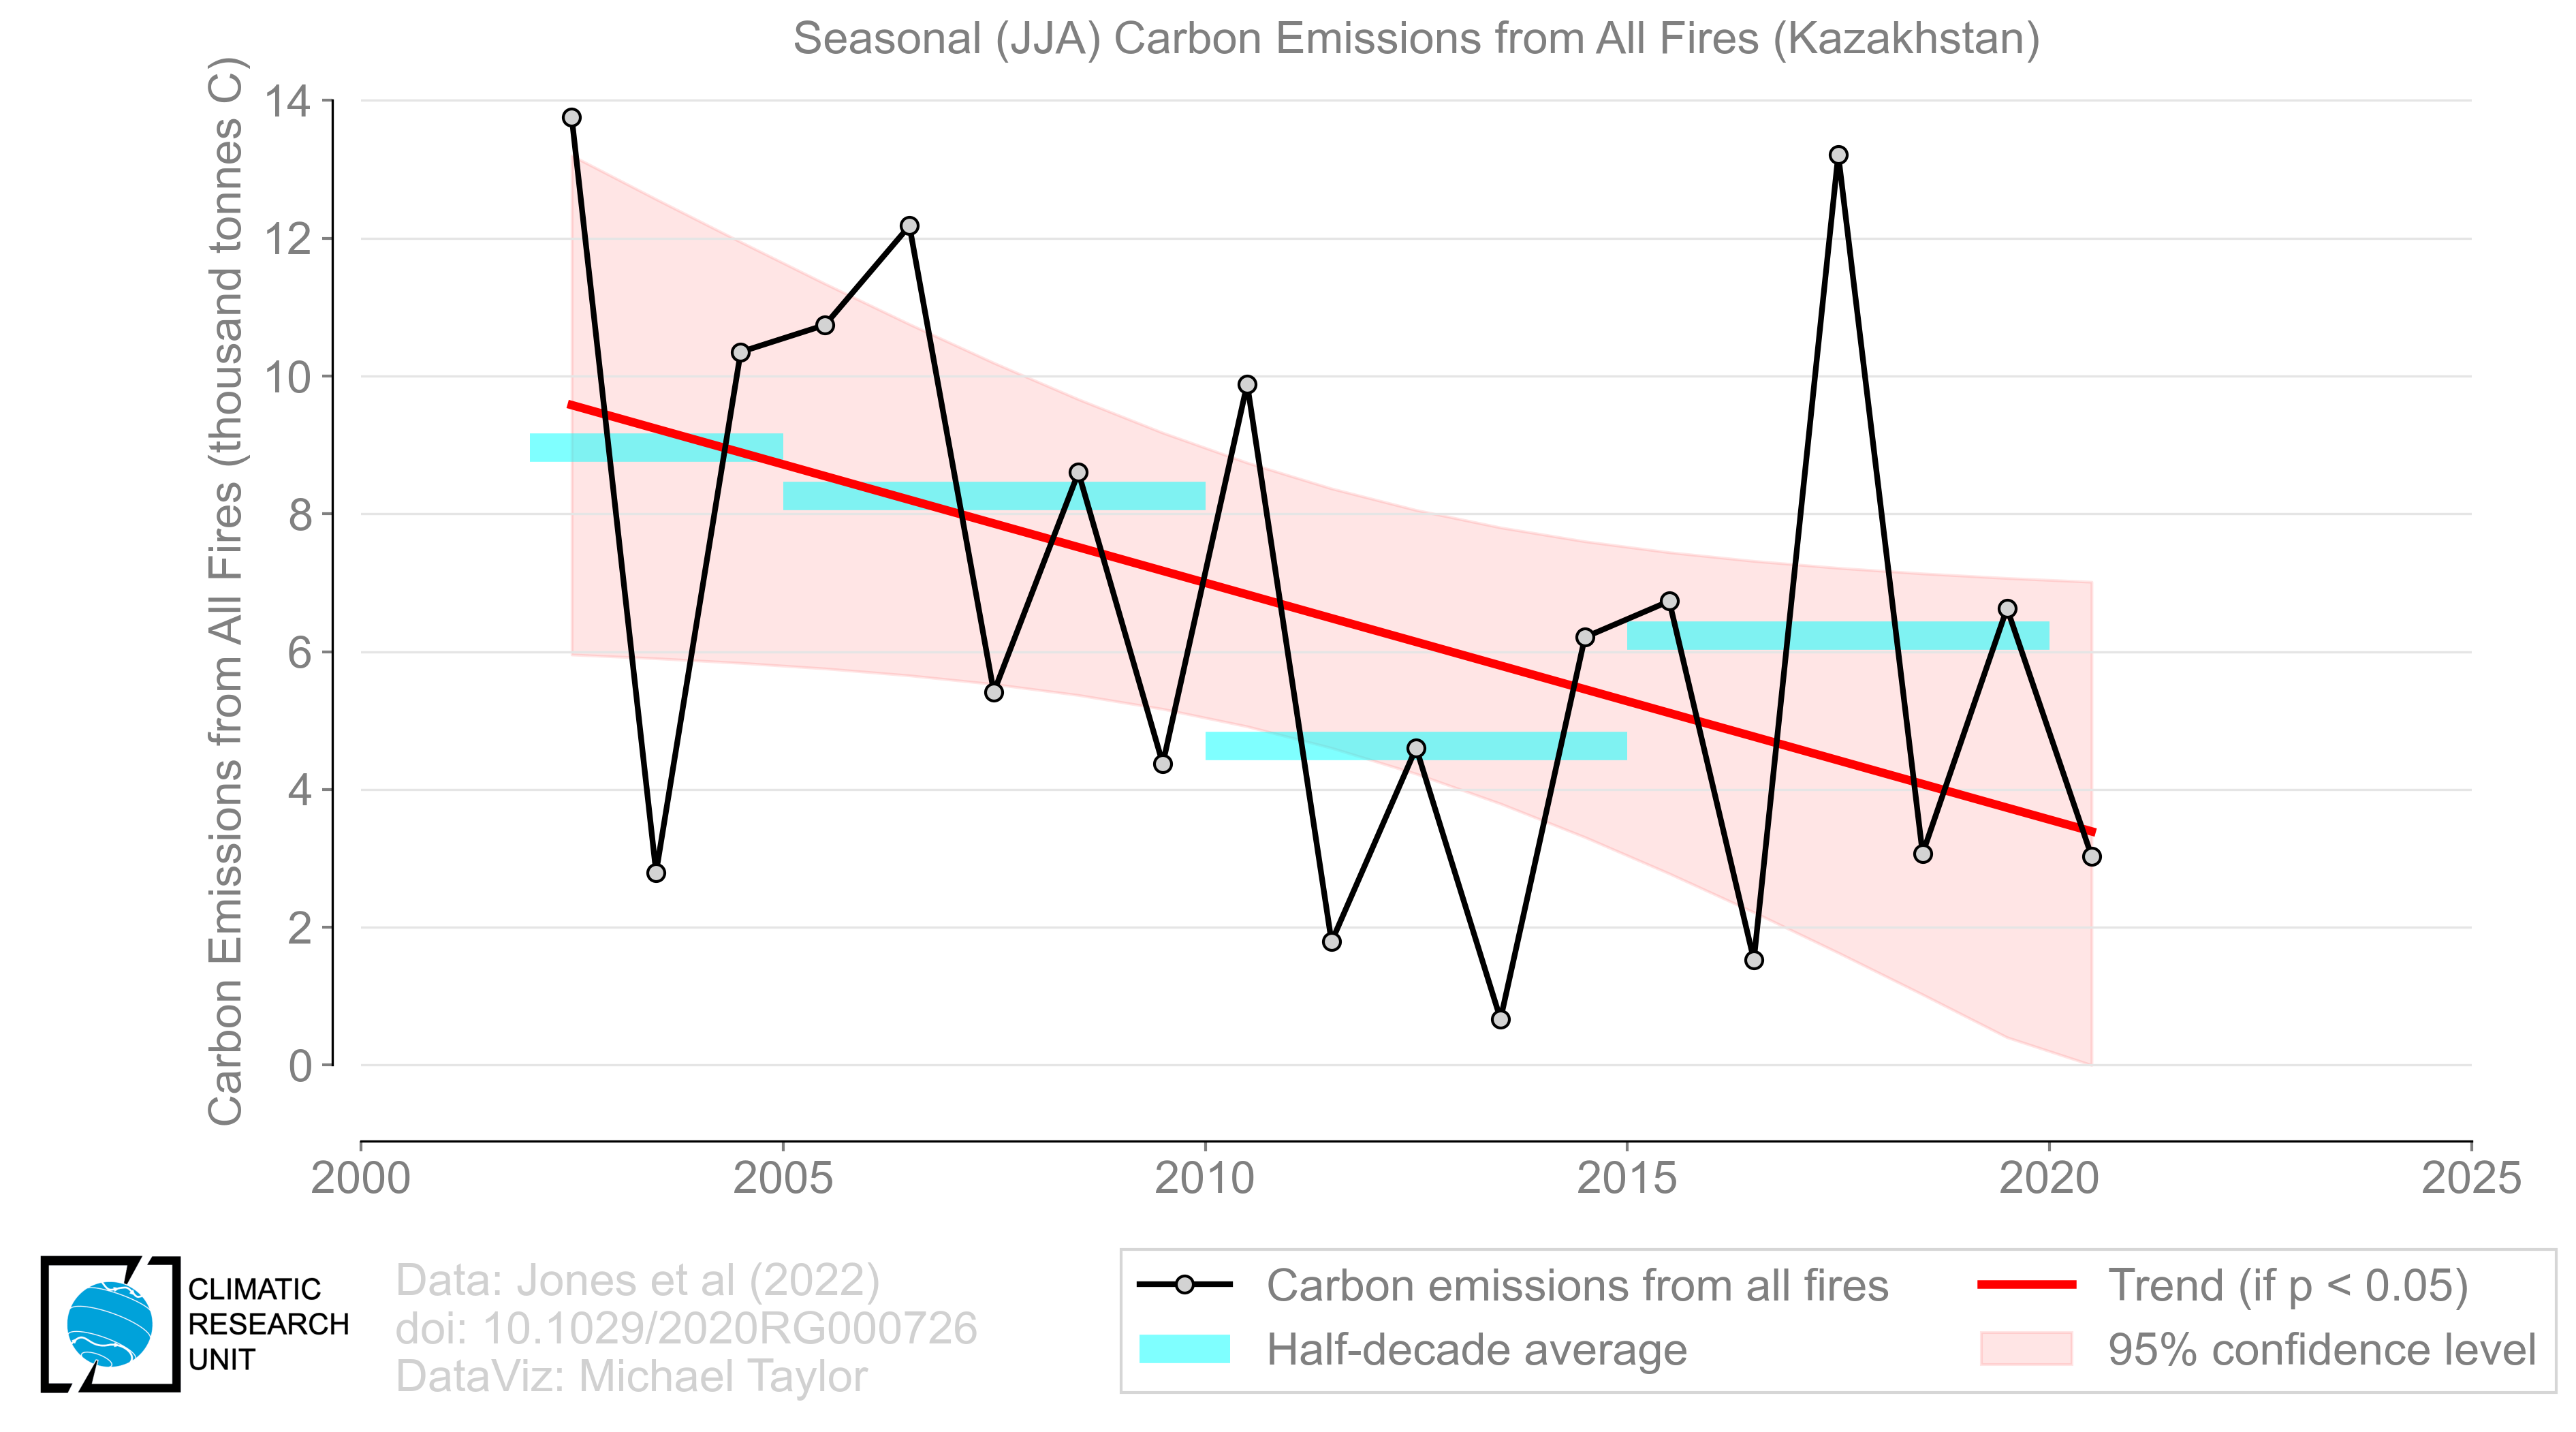 Seasonal (JJA) Carbon Emissions from All Fires (Kazakhstan)
Carbon Emissions from All Fires (thousand tonnes C)
14
12
10
8
6
4
2
0
2000 2005 2010 2015 2020 2025
CLIMATIC
RESEARCH
UNIT
Data: Jones et al (2022)
doi: 10.1029/2020RG000726
DataViz: Michael Taylor
Carbon emissions from all fires
Half-decade average
Trend (if p < 0.05)
95% confidence level